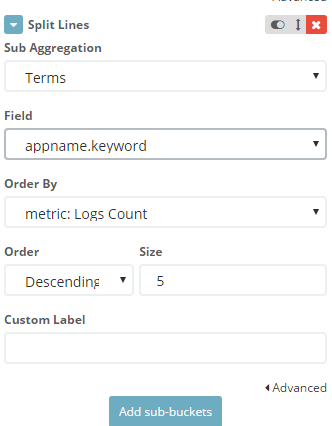 Split Lines
Sub Aggregation
Terms
Field
appname.keyword
Order By
metric: Logs Count
Order Size
Descending 5
Custom Label
Advanced
Add sub-buckets